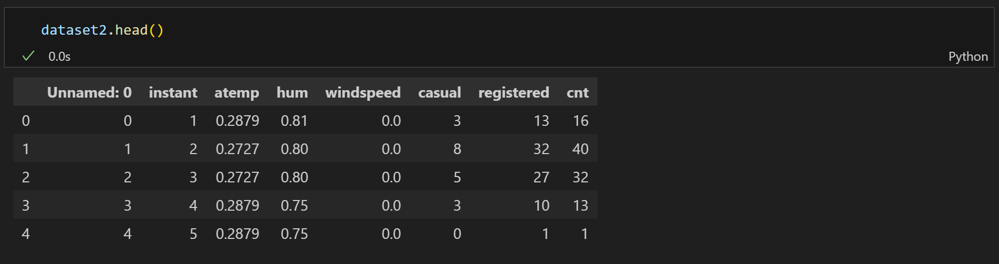 dataset2.head()
0.0s
Python
Unnamed: 0 instant atemp hum windspeed casual registered cnt
0 0 1 0.2879 0.81 0.0 3 13 16
1 1 2 0.2727 0.80 0.0 8 32 40
2 2 3 0.2727 0.80 0.0 5 27 32
3 3 4 0.2879 0.75 0.0 3 10 13
4 4 5 0.2879 0.75 0.0 0 1 1